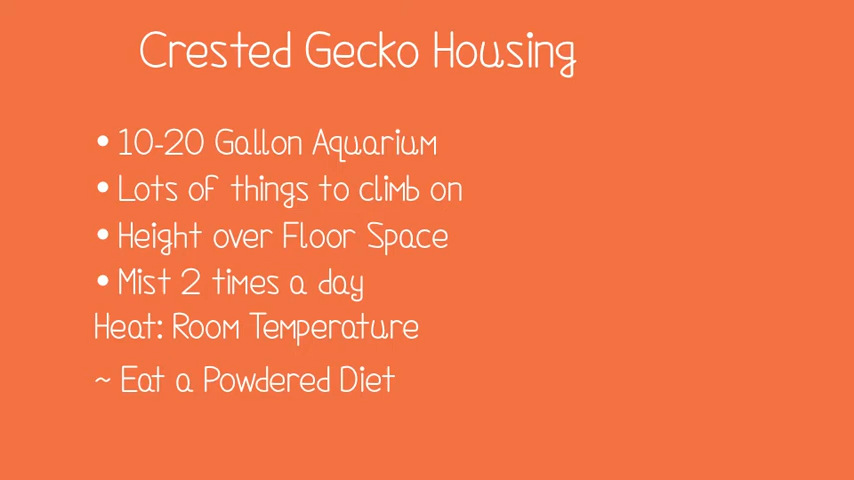 Crested Gecko Housing
• 10-20 Gallon Aquarium
• Lots of things to climb on
• Height over Floor Space
• Mist 2 times a day
Heat: Room Temperature
~ Eat a Powdered Diet